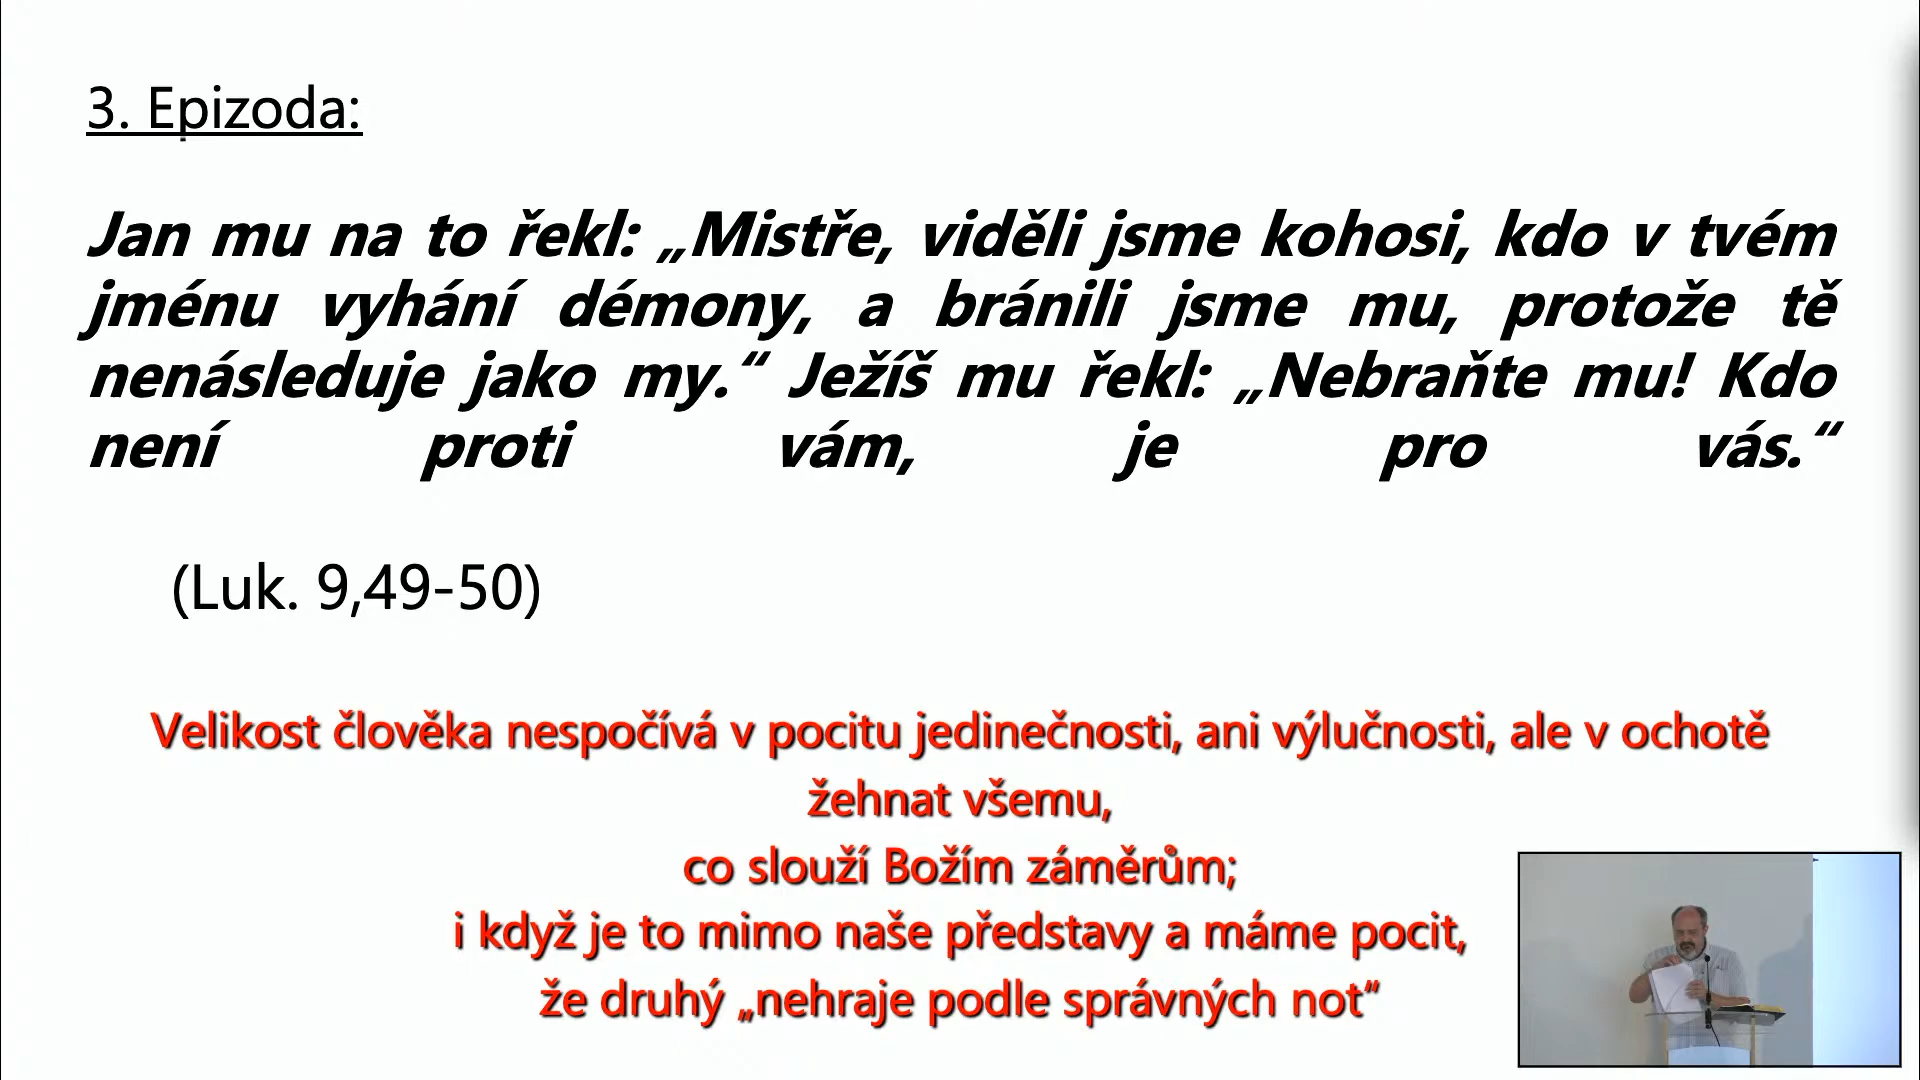 3. Epizoda:
Jan mu na to řekl: „Mistře, viděli jsme kohosi, kdo v tvém
jménu vyhání démony, a bránili jsme mu, protože tě
nenásleduje jako my.“ Ježíš mu řekl: „Nebraňte mu! Kdo
není proti vám, je pro vás.“
(Luk. 9,49-50)
Velikost člověka nespočívá v pocitu jedinečnosti, ani výlučnosti, ale v ochotě
žehnat všemu,
co slouží Božím záměrům;
i když je to mimo naše představy a máme pocit,
že druhý „nehraje podle správných not“